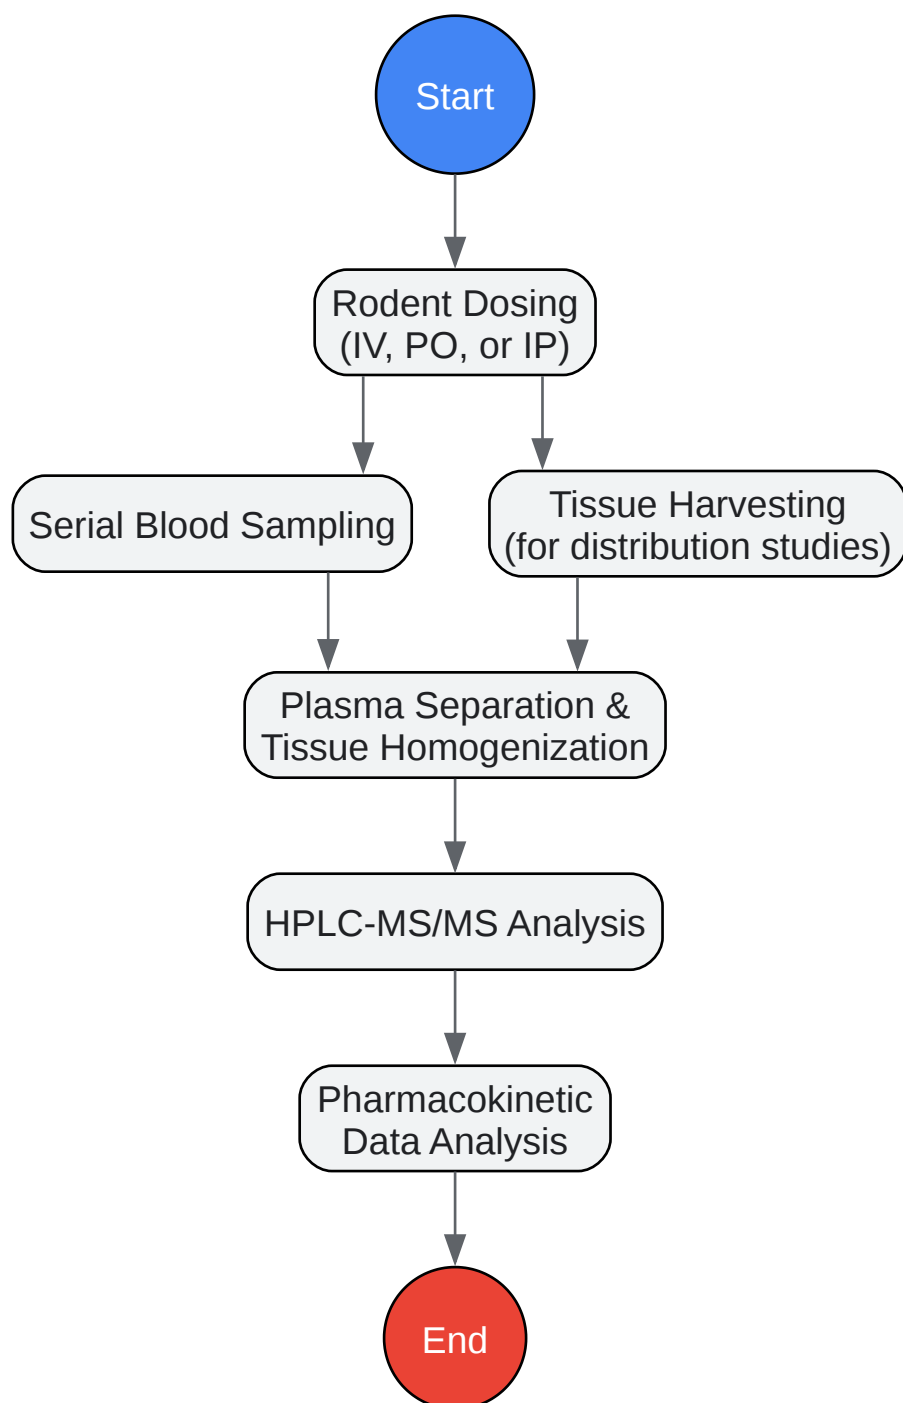 Start
Rodent Dosing
(IV, PO, or IP)
Serial Blood Sampling
Tissue Harvesting
(for distribution studies)
Plasma Separation &
Tissue Homogenization
HPLC-MS/MS Analysis
Pharmacokinetic
Data Analysis
End